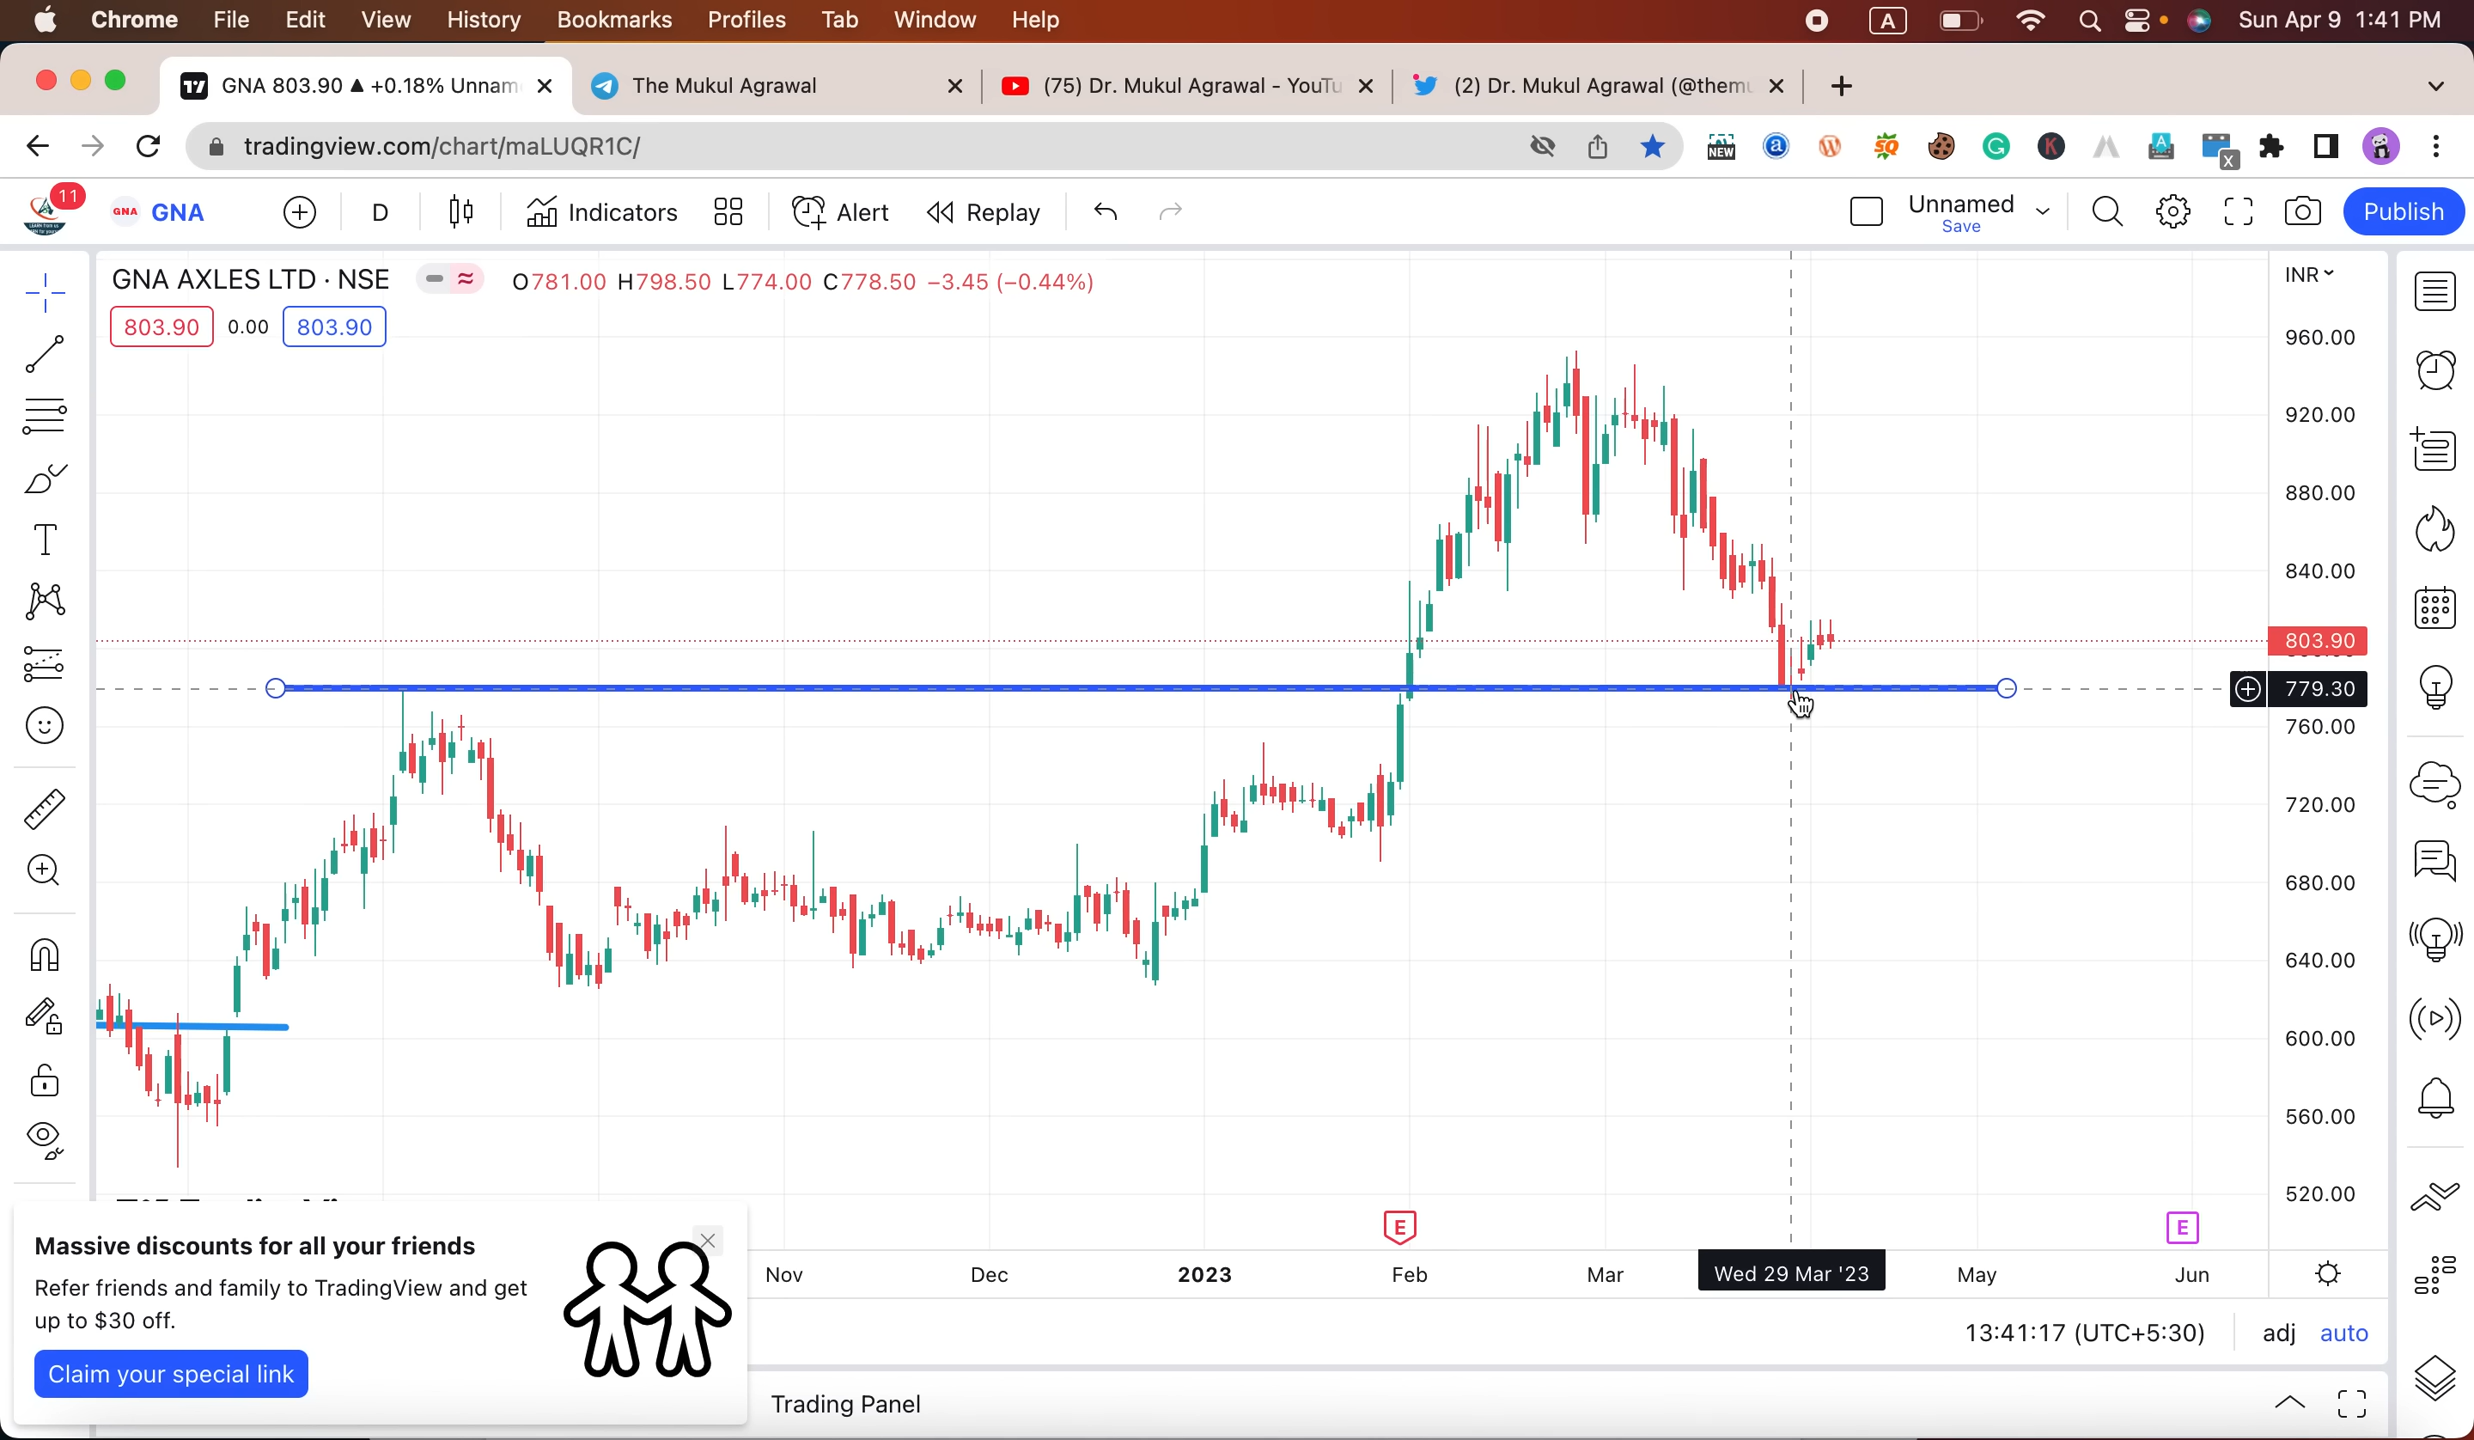 Chrome File Edit View History Bookmarks Profiles Tab Window Help A Sun Apr 9 1:41 PM
GNA 803.90 ▲ +0.18% Unnam
The Mukul Agrawal
(75) Dr. Mukul Agrawal - YouTu
(2) Dr. Mukul Agrawal (@themu
tradingview.com/chart/maLUQR1C/
NEW
11
GNA GNA
D
Indicators
Alert
Replay
Unnamed
Save
Publish
GNA AXLES LTD · NSE
O781.00 H798.50 L774.00 C778.50 −3.45 (−0.44%)
INR
803.90 0.00 803.90
960.00
920.00
880.00
840.00
803.90
779.30
760.00
720.00
680.00
640.00
600.00
560.00
520.00
E
E
Nov Dec 2023 Feb Mar Wed 29 Mar '23 May Jun
Massive discounts for all your friends
Refer friends and family to TradingView and get
up to $30 off.
Claim your special link
13:41:17 (UTC+5:30) adj auto
Trading Panel